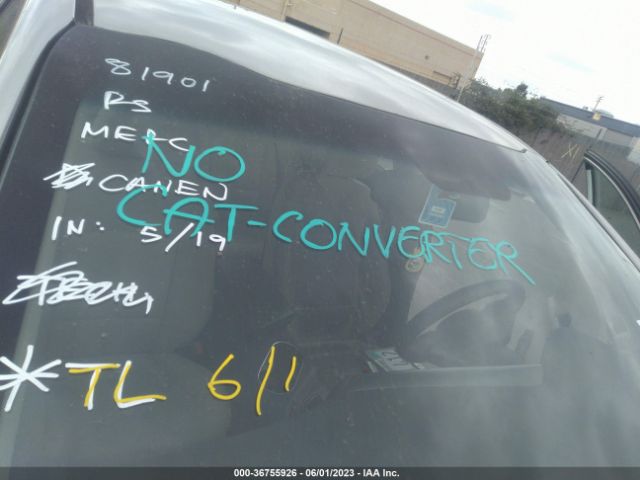 81901
RS
MERC
NO
CAHEN
CAT-CONVERTER
IN: 5/19
*TL 6/1
000-36755926 - 06/01/2023 - IAA Inc.